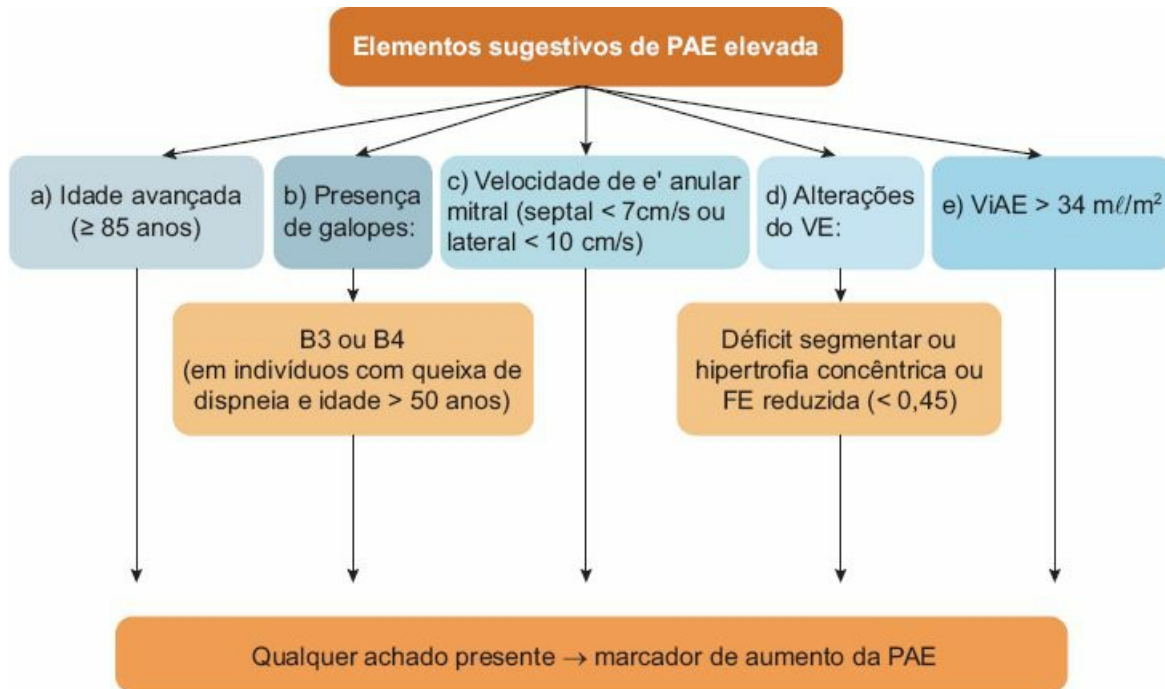 Elementos sugestivos de PAE elevada
a) Idade avançada
(≥ 85 anos)
b) Presença
de galopes:
c) Velocidade de e' anular
mitral (septal < 7cm/s ou
lateral < 10 cm/s)
d) Alterações
do VE:
e) ViAE > 34 mℓ/m²
B3 ou B4
(em indivíduos com queixa de
dispneia e idade > 50 anos)
Déficit segmentar ou
hipertrofia concêntrica ou
FE reduzida (< 0,45)
Qualquer achado presente → marcador de aumento da PAE